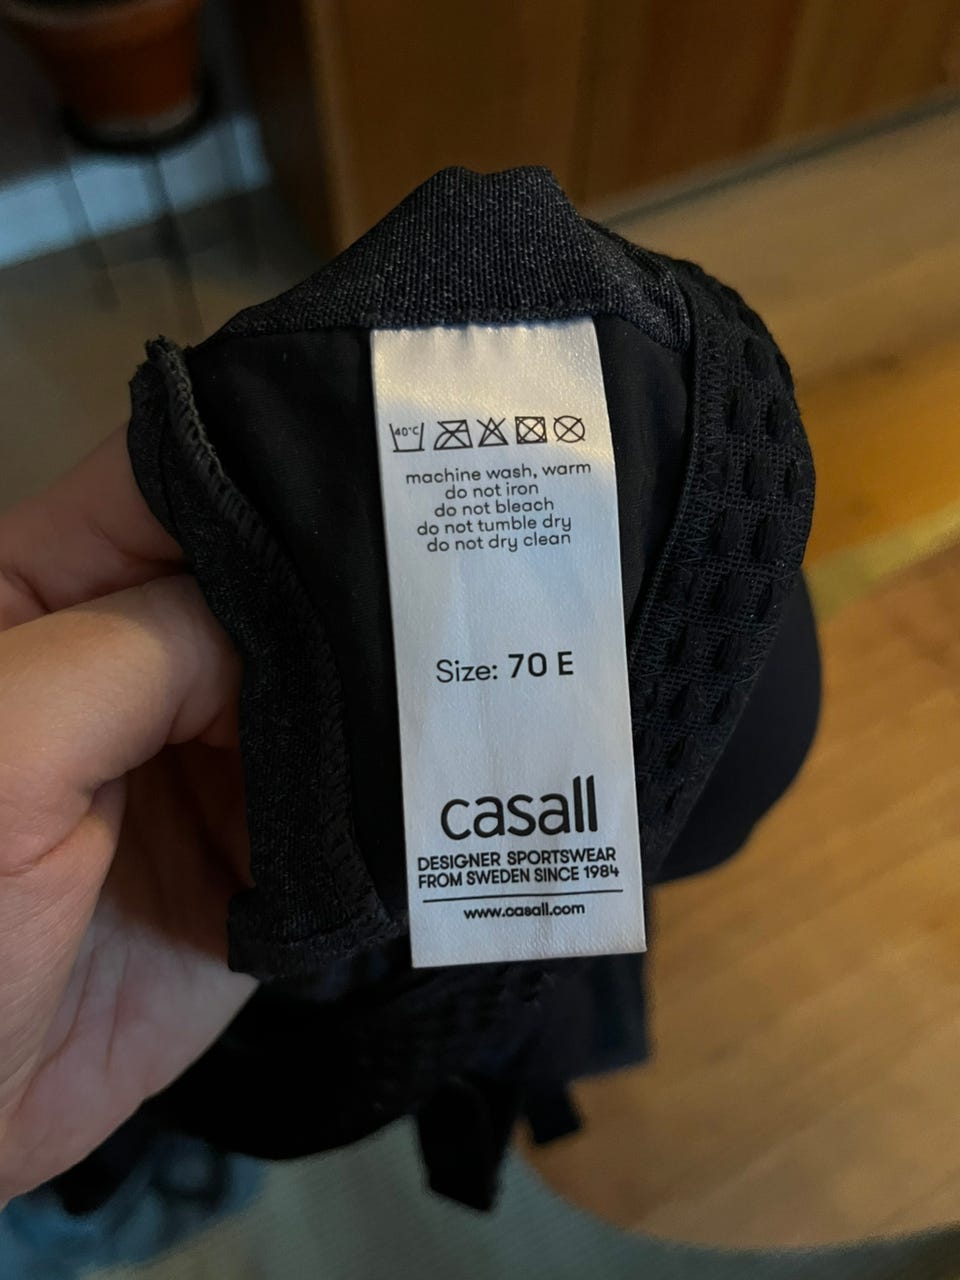 40°C
machine wash, warm
do not iron
do not bleach
do not tumble dry
do not dry clean
Size: 70 E
casall
DESIGNER SPORTSWEAR
FROM SWEDEN SINCE 1984
www.casall.com